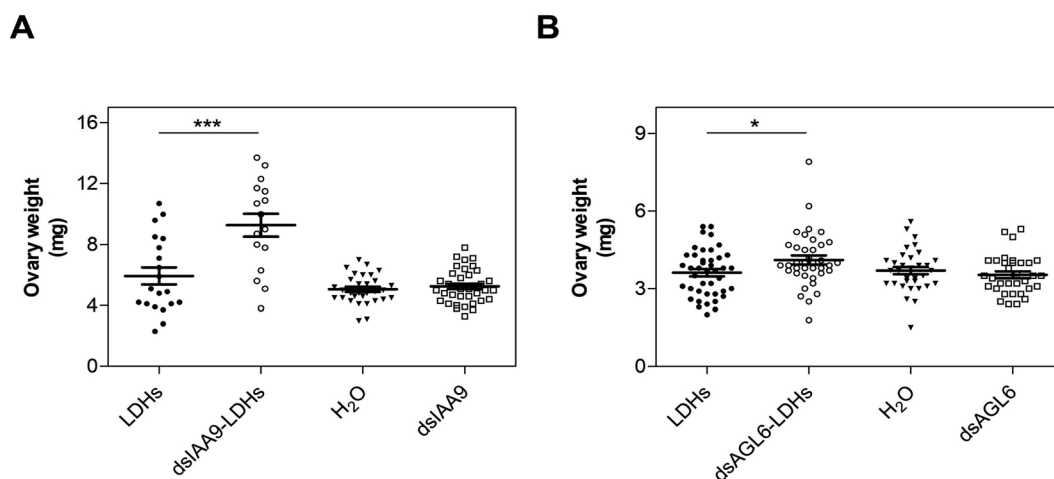 A
B
Ovary weight
(mg)
16
12
8
4
0
***
LDHs
dsIAA9-LDHs
H₂O
dsIAA9
Ovary weight
(mg)
9
6
3
0
*
LDHs
dsAGL6-LDHs
H₂O
dsAGL6